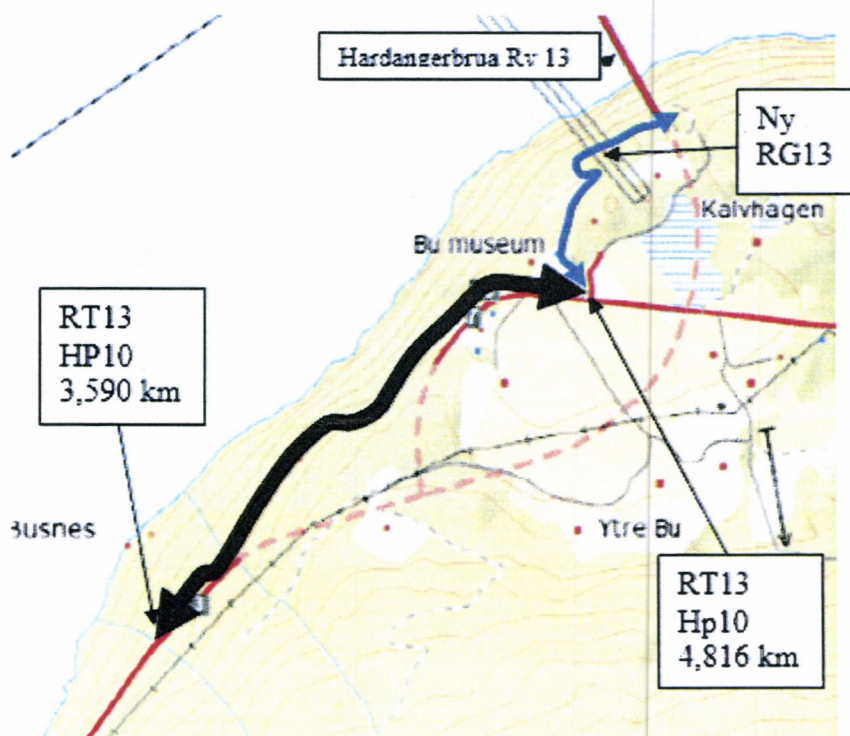 Hardangerbrua Rv 13
Ny
RG13
Kalvhagen
Bu museum
RT13
HP10
3,590 km
Busnes
Ytre Bu
RT13
Hp10
4,816 km